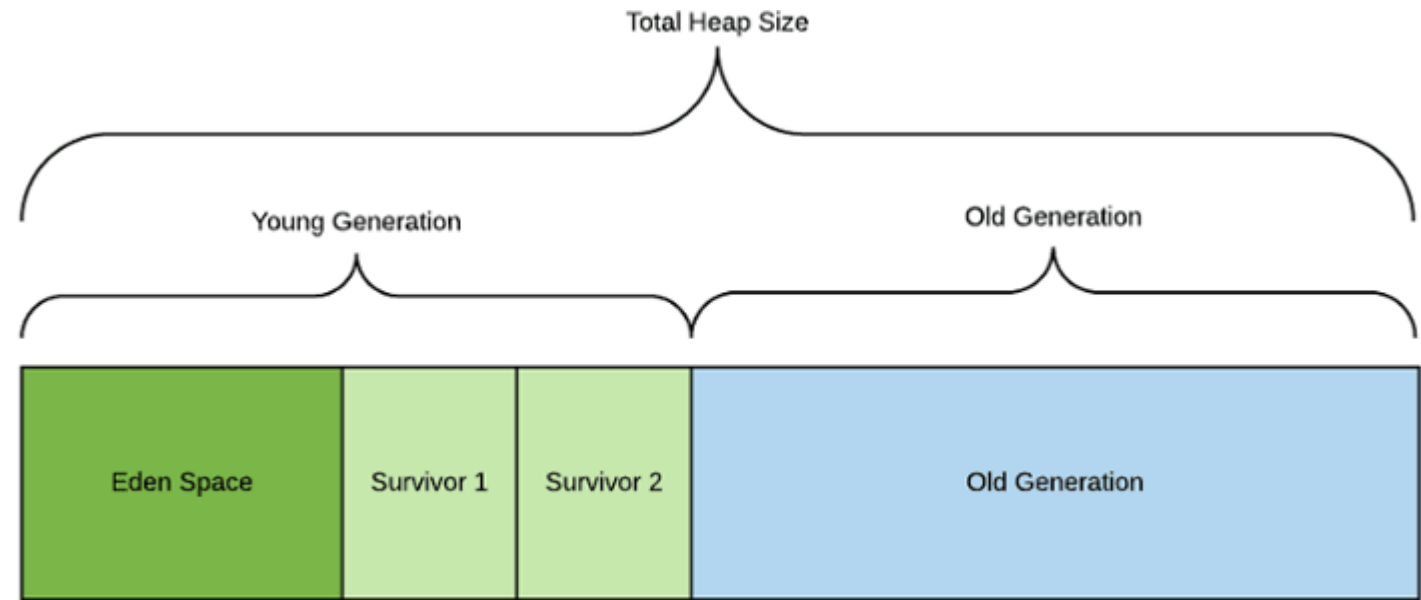 Total Heap Size
Young Generation
Old Generation
Eden Space
Survivor 1
Survivor 2
Old Generation